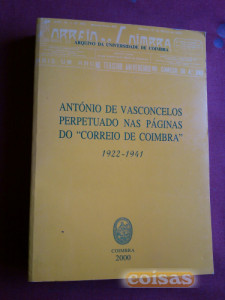 CORREIO DE COIMBRA
ARQUIVO DA UNIVERSIDADE DE COIMBRA
ANTÓNIO DE VASCONCELOS
PERPETUADO NAS PÁGINAS
DO "CORREIO DE COIMBRA"
1922-1941
COIMBRA
2000
coisas